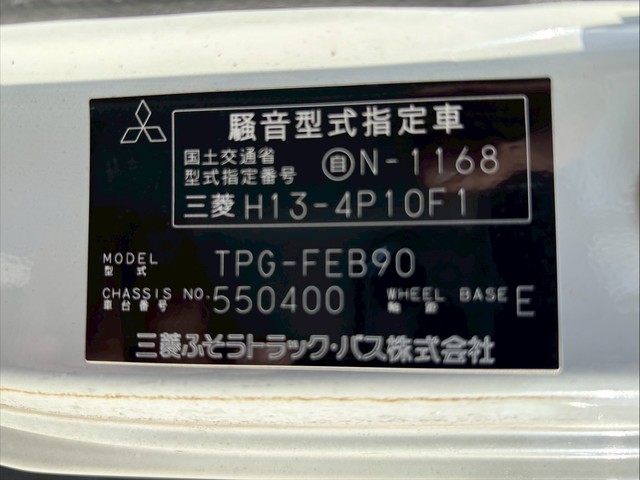 騒音型式指定車
国土交通省
型式指定番号 自N-1168
三菱 H13-4P10F1
MODEL
型式 TPG-FEB90
CHASSIS NO. 550400 WHEEL BASE E
車台番号 軸距
三菱ふそうトラック・バス株式会社